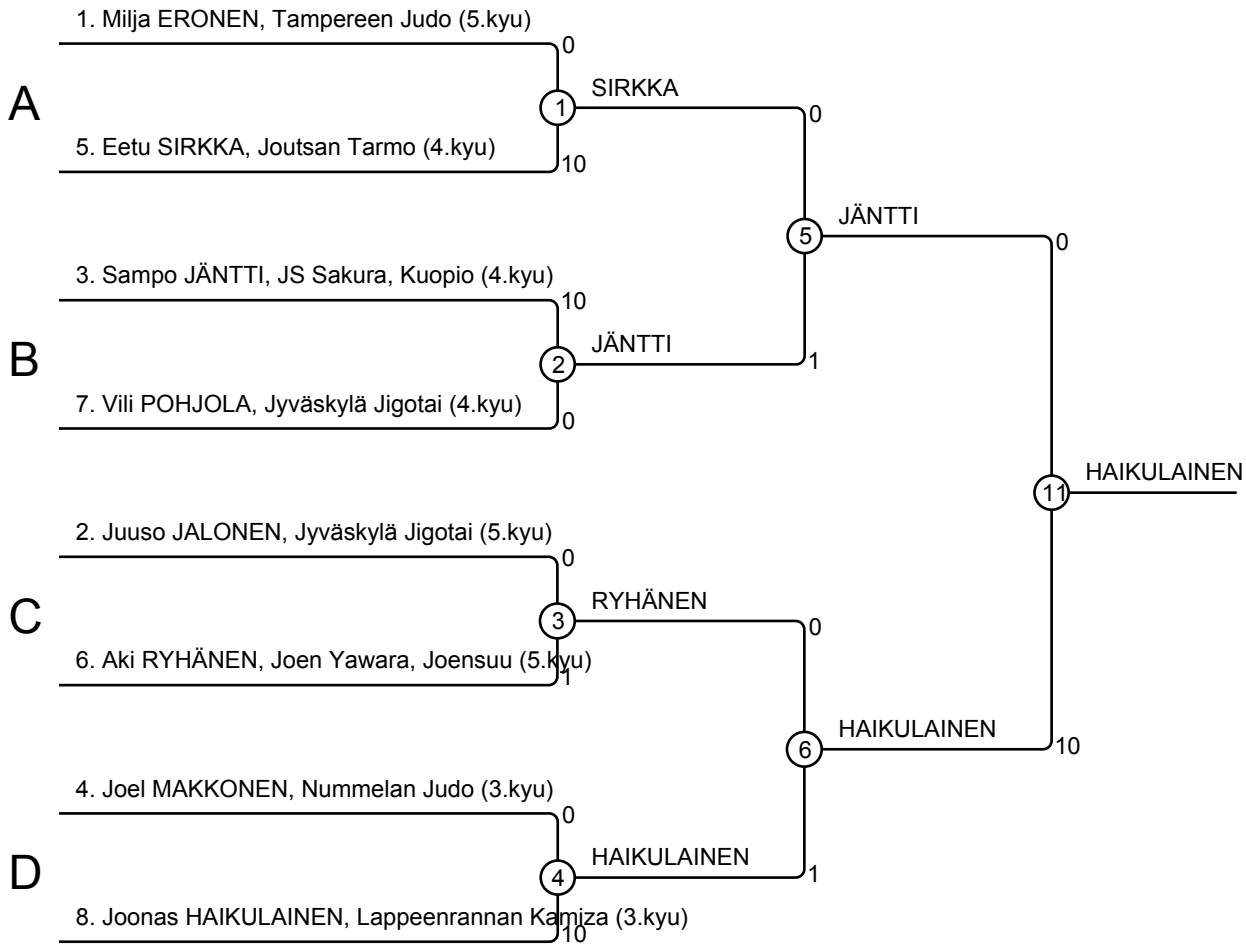 1. Milja ERONEN, Tampereen Judo (5.kyu)
0
A
1
SIRKKA
0
5. Eetu SIRKKA, Joutsan Tarmo (4.kyu)
10
5
JÄNTTI
0
3. Sampo JÄNTTI, JS Sakura, Kuopio (4.kyu)
10
B
2
JÄNTTI
1
7. Vili POHJOLA, Jyväskylä Jigotai (4.kyu)
0
11
HAIKULAINEN
2. Juuso JALONEN, Jyväskylä Jigotai (5.kyu)
0
C
3
RYHÄNEN
0
6. Aki RYHÄNEN, Joen Yawara, Joensuu (5.kyu)
1
6
HAIKULAINEN
10
4. Joel MAKKONEN, Nummelan Judo (3.kyu)
0
D
4
HAIKULAINEN
1
8. Joonas HAIKULAINEN, Lappeenrannan Kamiza (3.kyu)
10